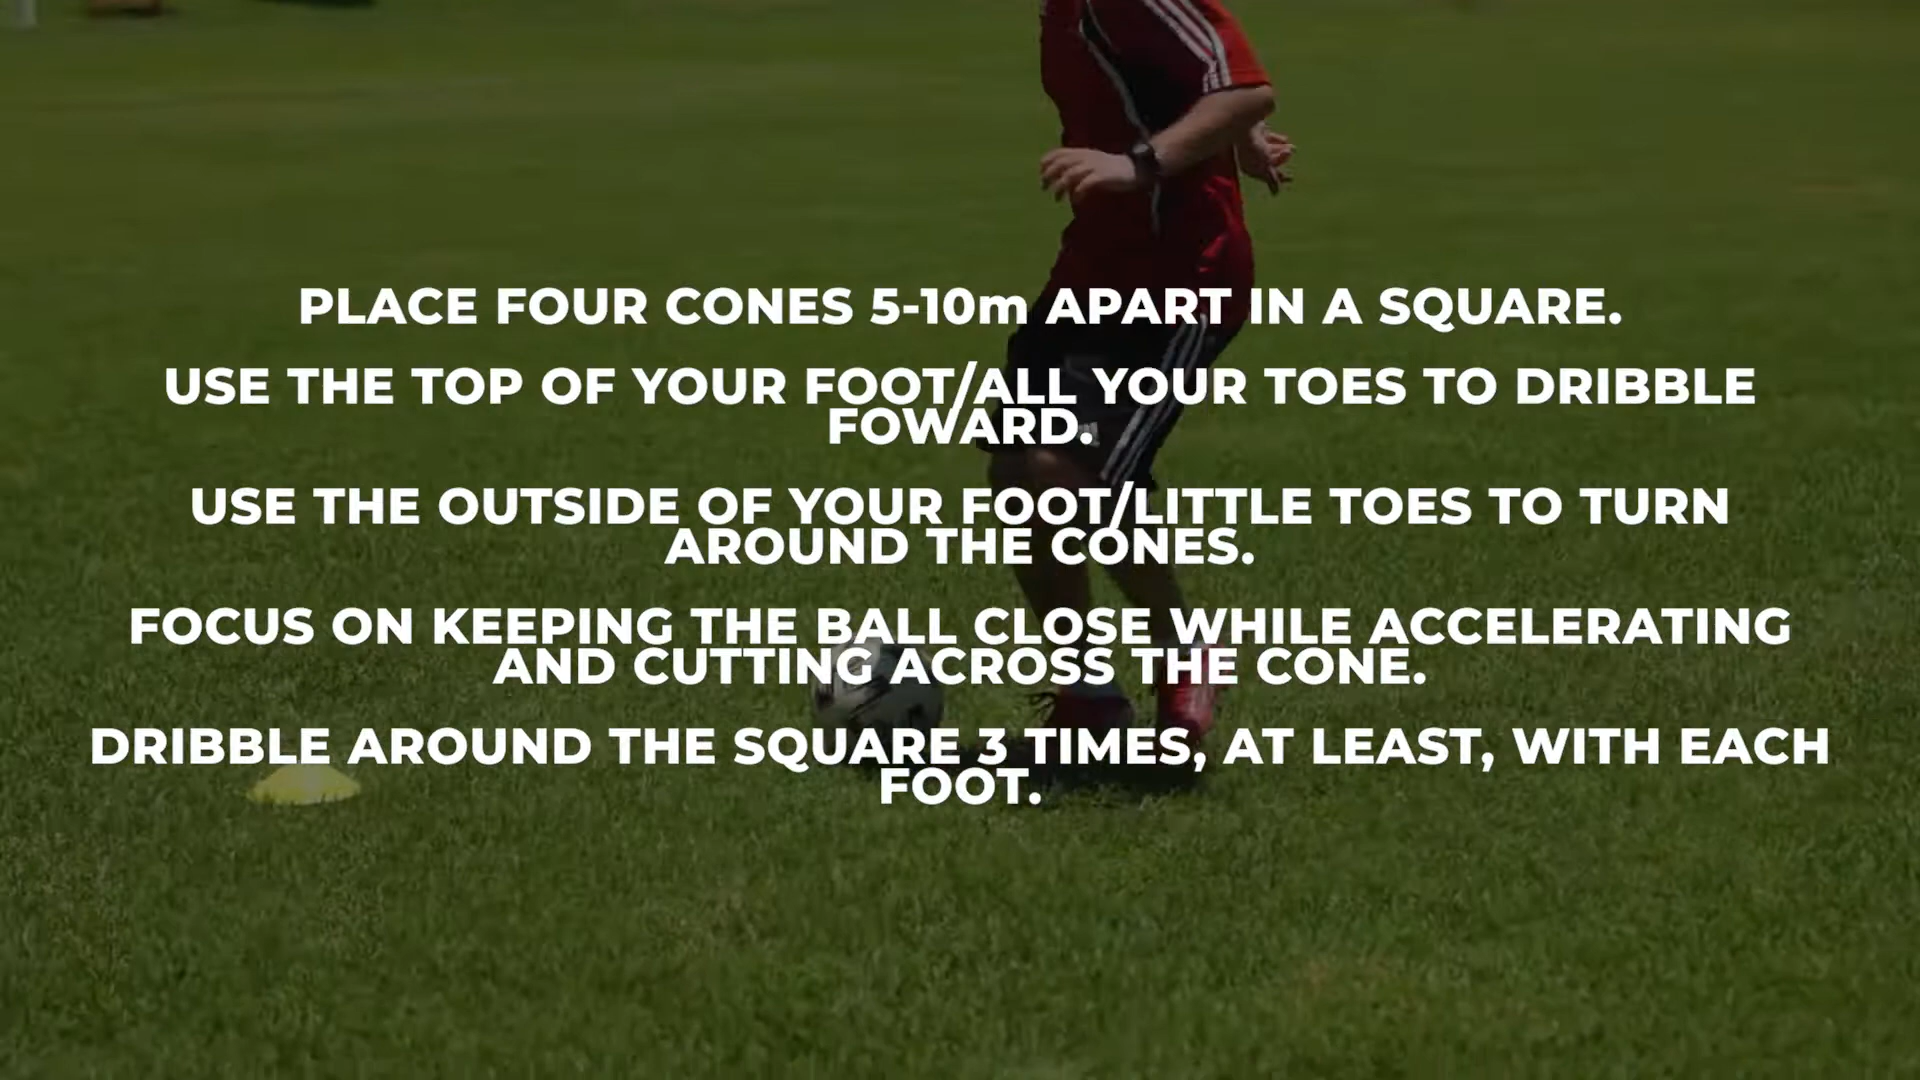 PLACE FOUR CONES 5-10m APART IN A SQUARE.
USE THE TOP OF YOUR FOOT/ALL YOUR TOES TO DRIBBLE
FOWARD.
USE THE OUTSIDE OF YOUR FOOT/LITTLE TOES TO TURN
AROUND THE CONES.
FOCUS ON KEEPING THE BALL CLOSE WHILE ACCELERATING
AND CUTTING ACROSS THE CONE.
DRIBBLE AROUND THE SQUARE 3 TIMES, AT LEAST, WITH EACH
FOOT.